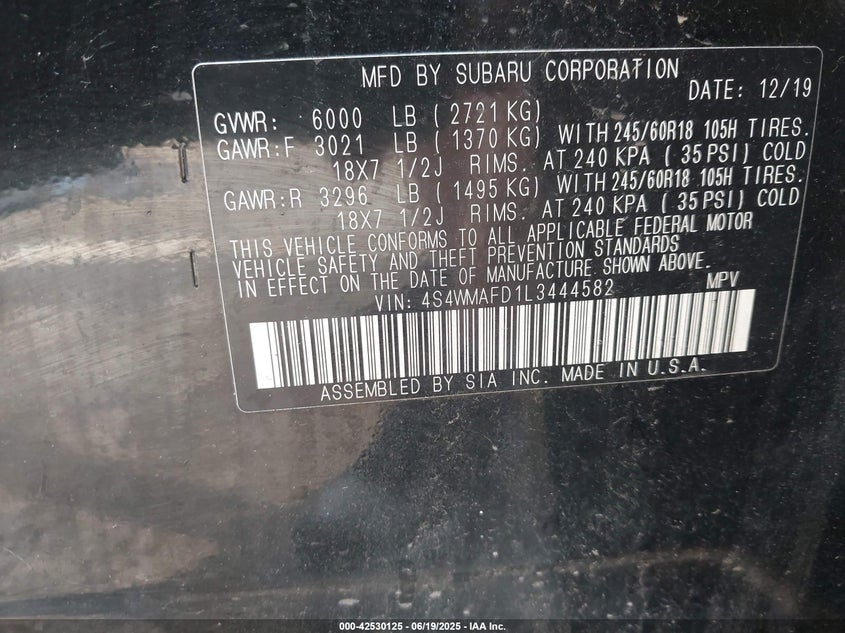 MFD BY SUBARU CORPORATION
DATE: 12/19
GVWR: 6000 LB ( 2721 KG)
GAWR:F 3021 LB ( 1370 KG) WITH 245/60R18 105H TIRES.
18X7 1/2J RIMS. AT 240 KPA ( 35 PSI) COLD
GAWR:R 3296 LB ( 1495 KG) WITH 245/60R18 105H TIRES.
18X7 1/2J RIMS. AT 240 KPA ( 35 PSI) COLD
THIS VEHICLE CONFORMS TO ALL APPLICABLE FEDERAL MOTOR
VEHICLE SAFETY AND THEFT PREVENTION STANDARDS
IN EFFECT ON THE DATE OF MANUFACTURE SHOWN ABOVE.
VIN: 4S4WMAFD1L3444582 MPV
ASSEMBLED BY SIA INC. MADE IN U.S.A.
000-42530125 - 06/19/2025 - IAA Inc.